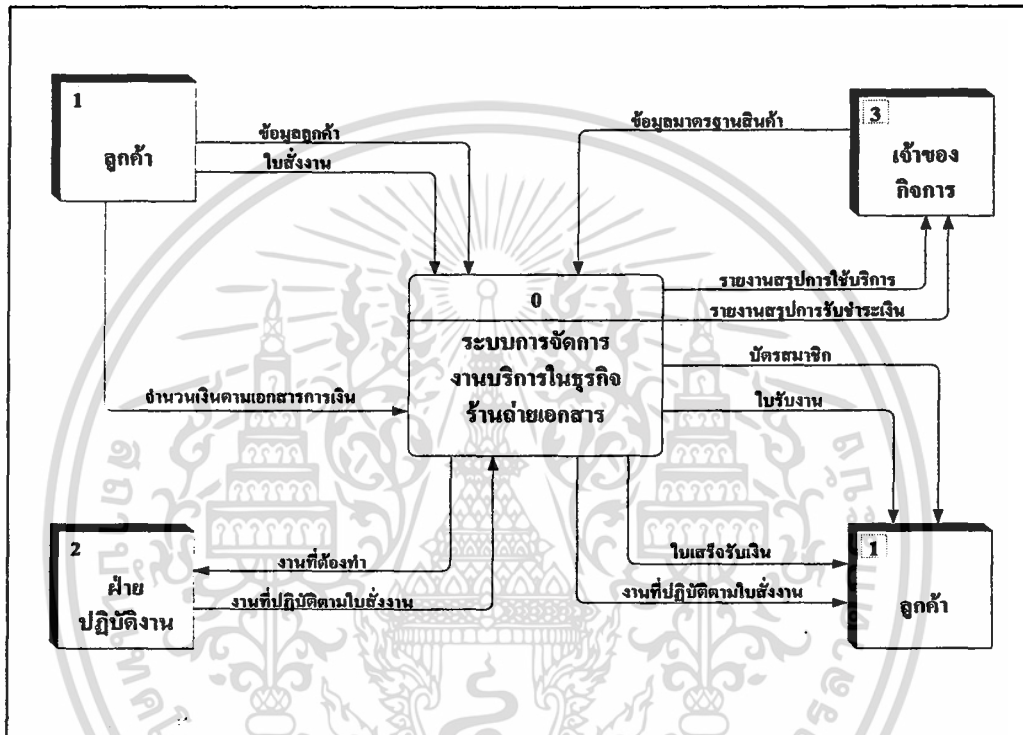 1
ลูกค้า
ข้อมูลลูกค้า
ใบสั่งงาน
ข้อมูลมาตรฐานสินค้า
3
เจ้าของ
กิจการ
0
ระบบการจัดการ
งานบริการในธุรกิจ
ร้านถ่ายเอกสาร
รายงานสรุปการใช้บริการ
รายงานสรุปการรับชำระเงิน
บัตรสมาชิก
ใบรับงาน
จำนวนเงินตามเอกสารการเงิน
2
ฝ่าย
ปฏิบัติงาน
งานที่ต้องทำ
งานที่ปฏิบัติตามใบสั่งงาน
ใบเสร็จรับเงิน
งานที่ปฏิบัติตามใบสั่งงาน
1
ลูกค้า